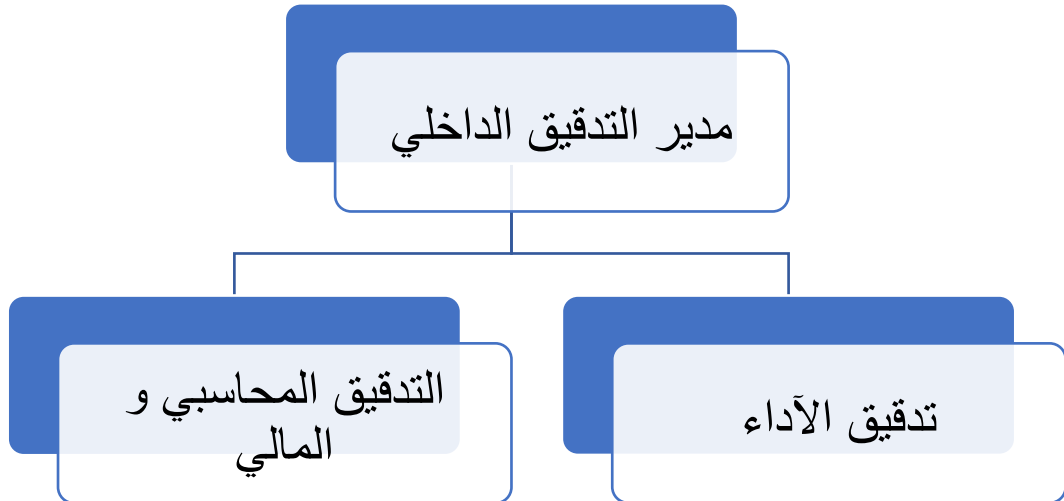 مدير التدقيق الداخلي
تدقيق الآداء
التدقيق المحاسبي و
المالي